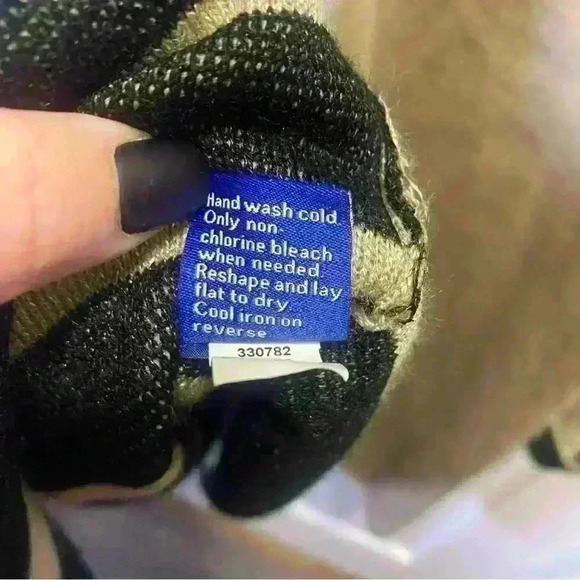 Hand wash cold.
Only non-
chlorine bleach
when needed.
Reshape and lay
flat to dry.
Cool iron on
reverse
330782